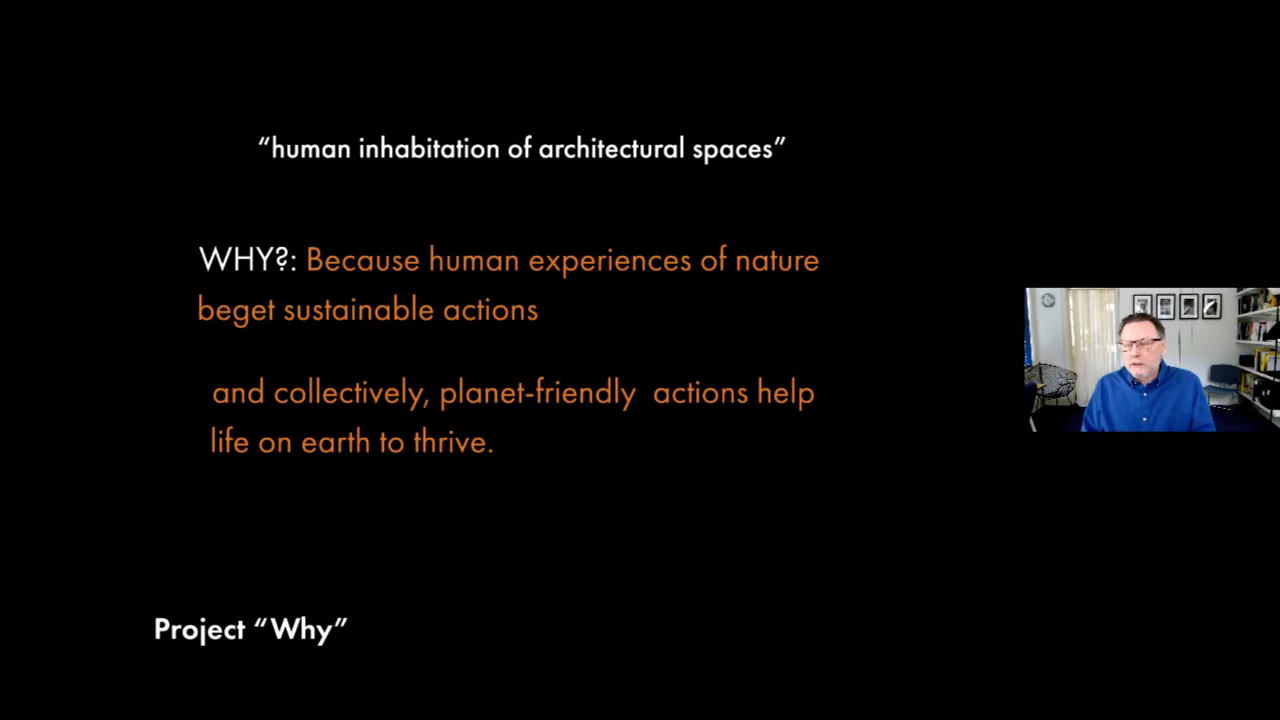 “human inhabitation of architectural spaces”
WHY?: Because human experiences of nature
beget sustainable actions
and collectively, planet-friendly  actions help
life on earth to thrive.
Project “Why”